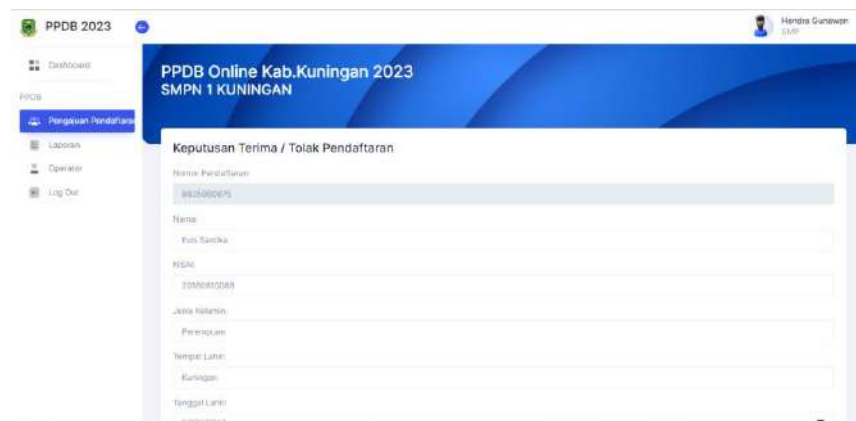 PPDB 2023
Hendra Gunawan
SMP
Dashboard
PPDB
Pengajuan Pendaftaran
Laporan
Operator
Log Out
PPDB Online Kab.Kuningan 2023
SMPN 1 KUNINGAN
Keputusan Terima / Tolak Pendaftaran
Nomor Pendaftaran
Nama
NISN
Jenis Kelamin
Perempuan
Tempat Lahir
Kuningan
Tanggal Lahir